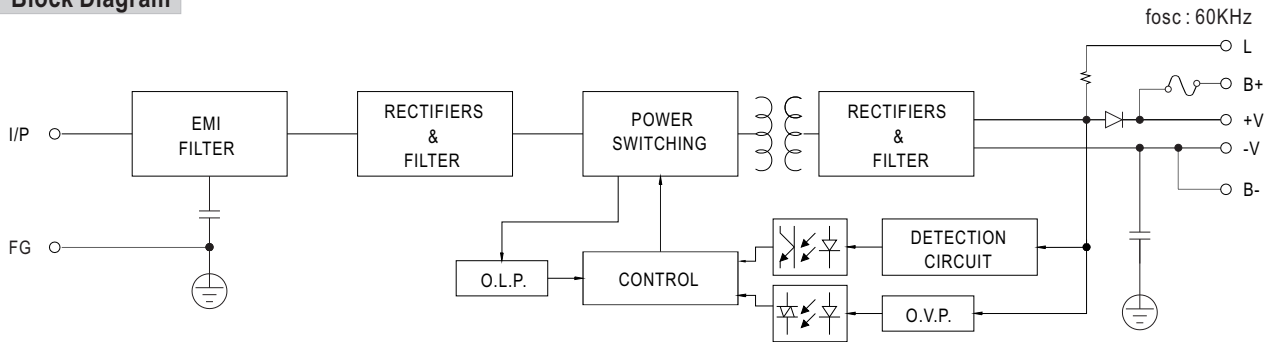 Block Diagram
fosc : 60KHz
L
B+
+V
-V
B-
I/P
FG
EMI
FILTER
RECTIFIERS
&
FILTER
POWER
SWITCHING
RECTIFIERS
&
FILTER
O.L.P.
CONTROL
DETECTION
CIRCUIT
O.V.P.